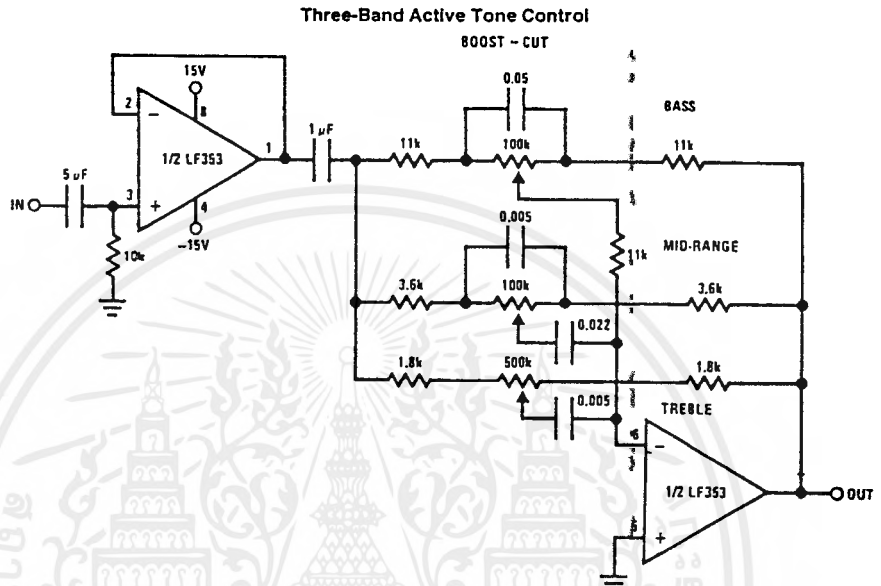 Three-Band Active Tone Control
BOOST – CUT
0.05
BASS
15V
2
8
1 µF
11k
100k
11k
1/2 LF353
1
5 µF
IN
3
4
-15V
10k
0.005
11k
MID-RANGE
3.6k
100k
3.6k
0.022
1.8k
500k
1.8k
0.005
TREBLE
6
1/2 LF353
OUT